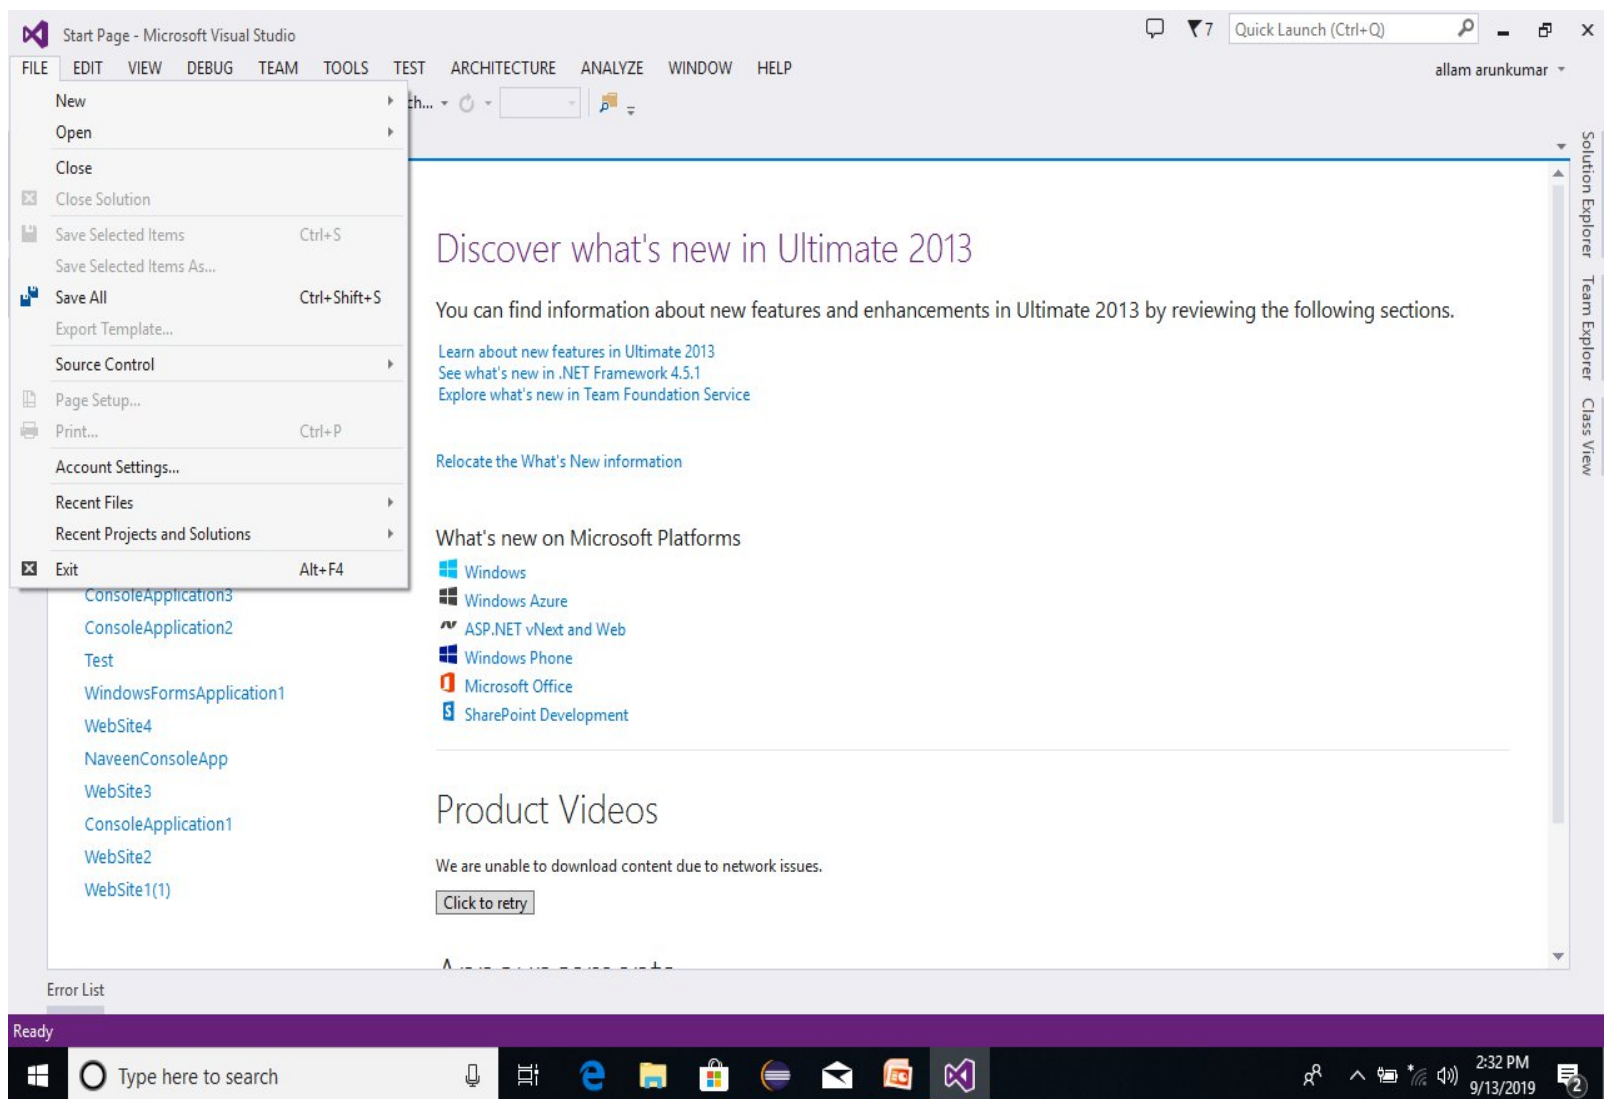 Start Page - Microsoft Visual Studio
7
Quick Launch (Ctrl+Q)
FILE EDIT VIEW DEBUG TEAM TOOLS TEST ARCHITECTURE ANALYZE WINDOW HELP
allam arunkumar
New
Open
Close
Close Solution
Save Selected Items Ctrl+S
Save Selected Items As...
Save All Ctrl+Shift+S
Export Template...
Source Control
Page Setup...
Print... Ctrl+P
Account Settings...
Recent Files
Recent Projects and Solutions
Exit Alt+F4
ConsoleApplication3
ConsoleApplication2
Test
WindowsFormsApplication1
WebSite4
NaveenConsoleApp
WebSite3
ConsoleApplication1
WebSite2
WebSite1(1)
Discover what's new in Ultimate 2013
You can find information about new features and enhancements in Ultimate 2013 by reviewing the following sections.
Learn about new features in Ultimate 2013
See what's new in .NET Framework 4.5.1
Explore what's new in Team Foundation Service
Relocate the What's New information
What's new on Microsoft Platforms
Windows
Windows Azure
ASP.NET vNext and Web
Windows Phone
Microsoft Office
SharePoint Development
Product Videos
We are unable to download content due to network issues.
Click to retry
Solution Explorer
Team Explorer
Class View
Error List
Ready
Type here to search
2:32 PM
9/13/2019
2